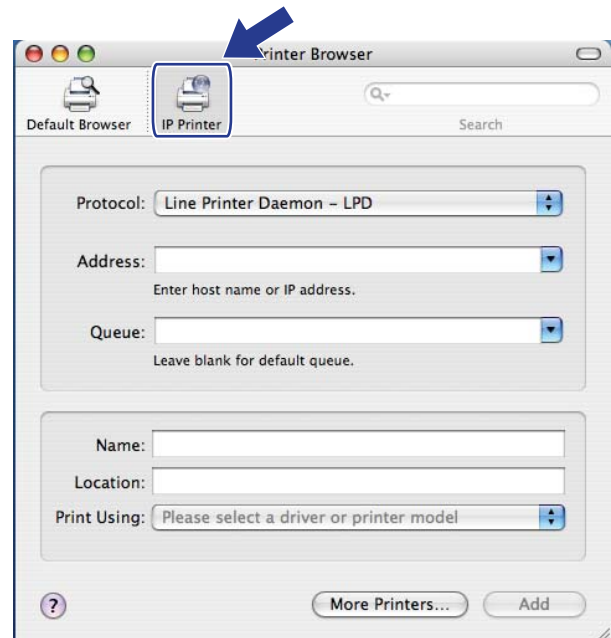 Printer Browser
Default Browser
IP Printer
Search
Protocol: Line Printer Daemon – LPD
Address:
Enter host name or IP address.
Queue:
Leave blank for default queue.
Name:
Location:
Print Using: Please select a driver or printer model
?
More Printers...
Add